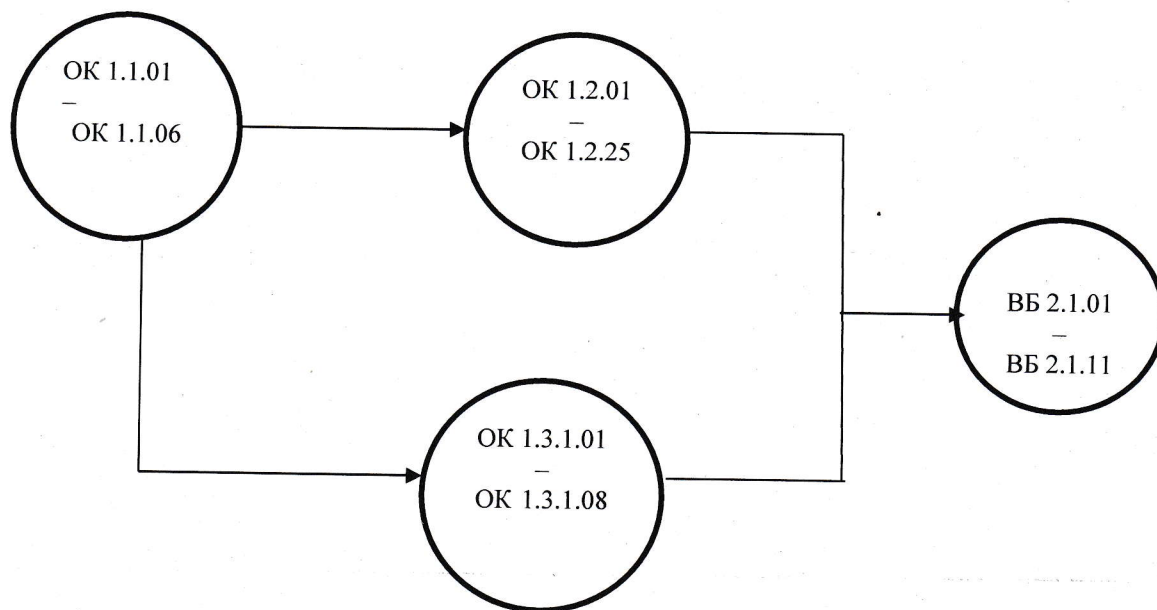 ОК 1.1.01
–
ОК 1.1.06
ОК 1.2.01
–
ОК 1.2.25
ВБ 2.1.01
–
ВБ 2.1.11
ОК 1.3.1.01
–
ОК 1.3.1.08